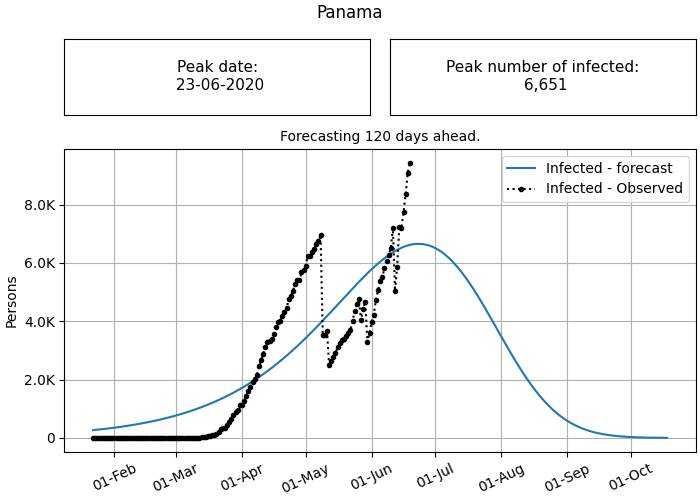 Panama
Peak date:
23-06-2020
Peak number of infected:
6,651
Forecasting 120 days ahead.
Infected - forecast
Infected - Observed
Persons
8.0K
6.0K
4.0K
2.0K
0
01-Feb
01-Mar
01-Apr
01-May
01-Jun
01-Jul
01-Aug
01-Sep
01-Oct